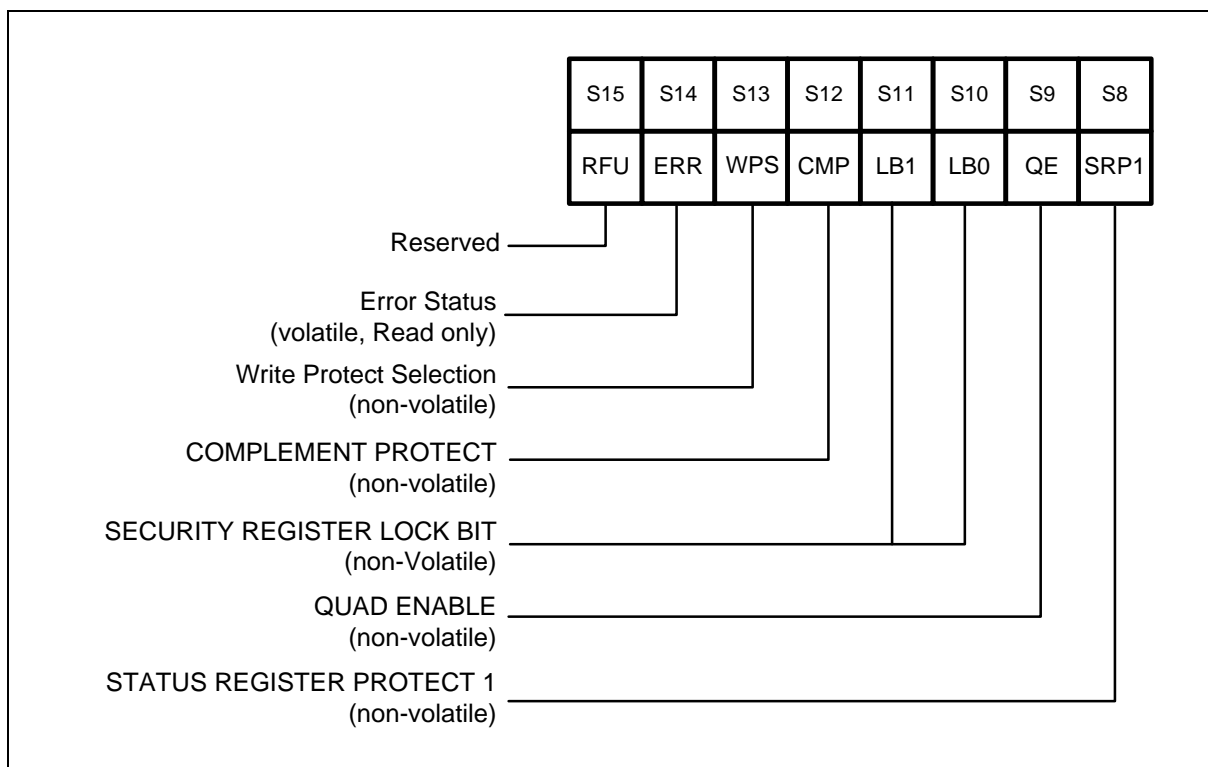 S15 S14 S13 S12 S11 S10 S9 S8
RFU ERR WPS CMP LB1 LB0 QE SRP1
Reserved
Error Status
(volatile, Read only)
Write Protect Selection
(non-volatile)
COMPLEMENT PROTECT
(non-volatile)
SECURITY REGISTER LOCK BIT
(non-Volatile)
QUAD ENABLE
(non-volatile)
STATUS REGISTER PROTECT 1
(non-volatile)